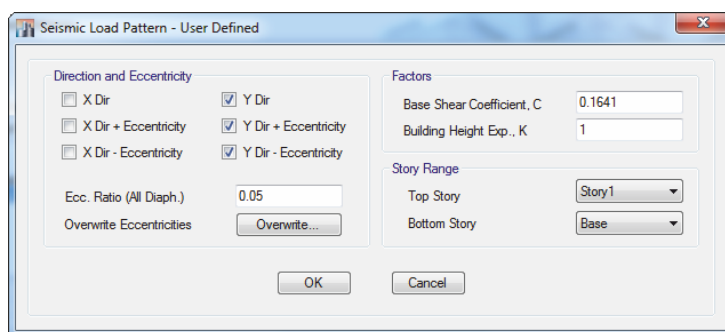 Seismic Load Pattern - User Defined
Direction and Eccentricity
X Dir
Y Dir
X Dir + Eccentricity
Y Dir + Eccentricity
X Dir - Eccentricity
Y Dir - Eccentricity
Ecc. Ratio (All Diaph.)
0.05
Overwrite Eccentricities
Overwrite...
Factors
Base Shear Coefficient, C
0.1641
Building Height Exp., K
1
Story Range
Top Story
Story1
Bottom Story
Base
OK
Cancel